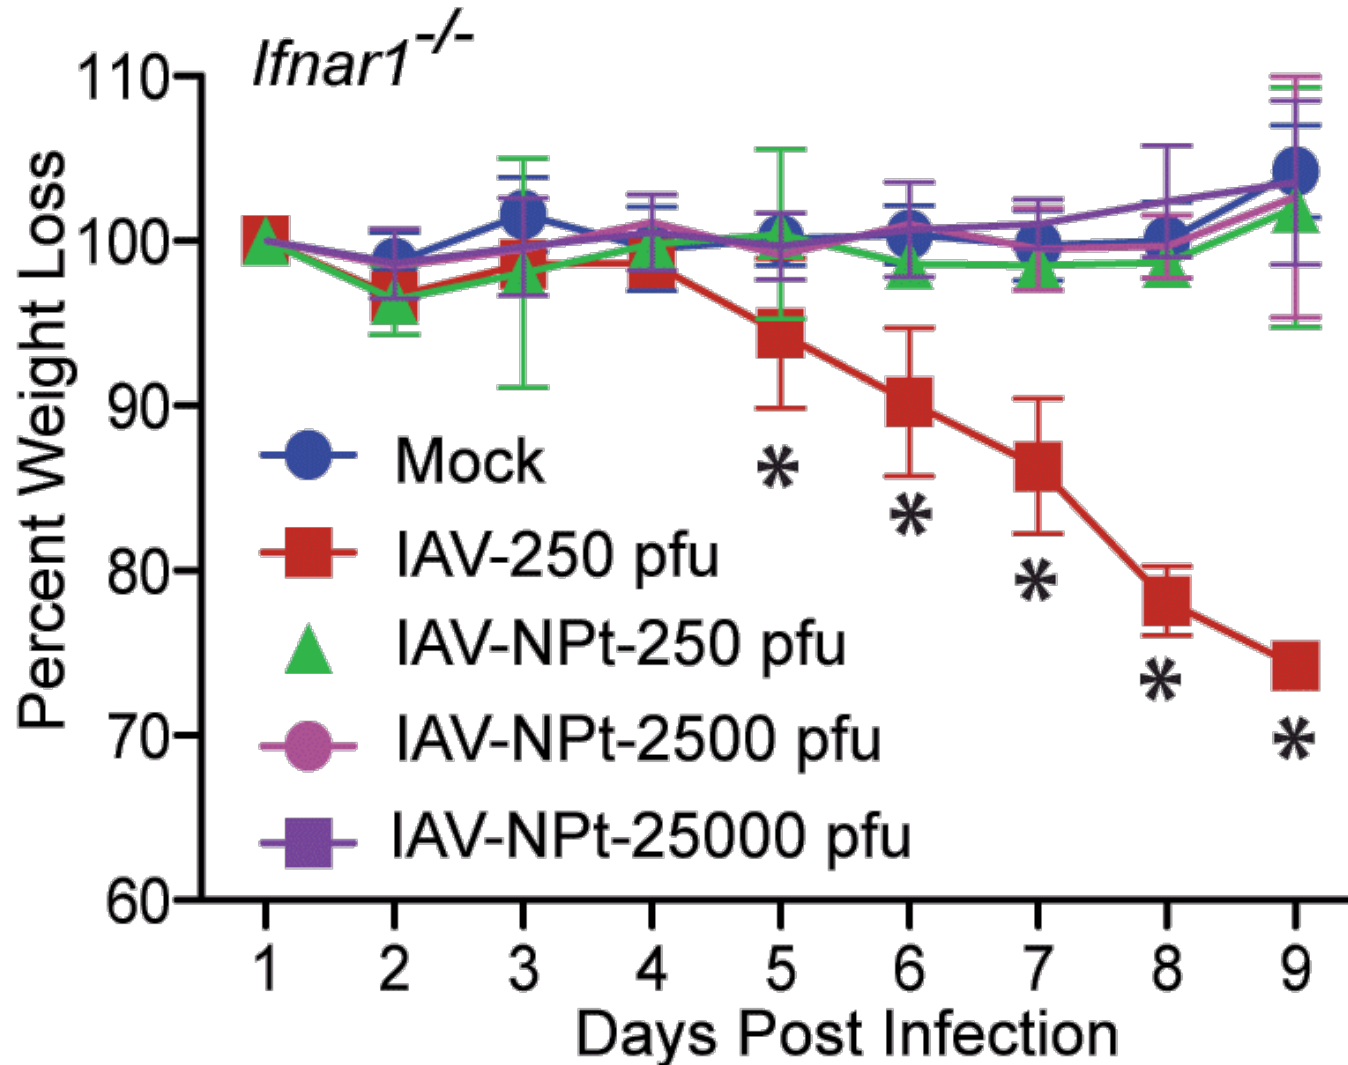 Ifnar1-/-
110
100
90
80
70
60
Percent Weight Loss
Mock
IAV-250 pfu
IAV-NPt-250 pfu
IAV-NPt-2500 pfu
IAV-NPt-25000 pfu
*
*
*
*
*
1 2 3 4 5 6 7 8 9
Days Post Infection